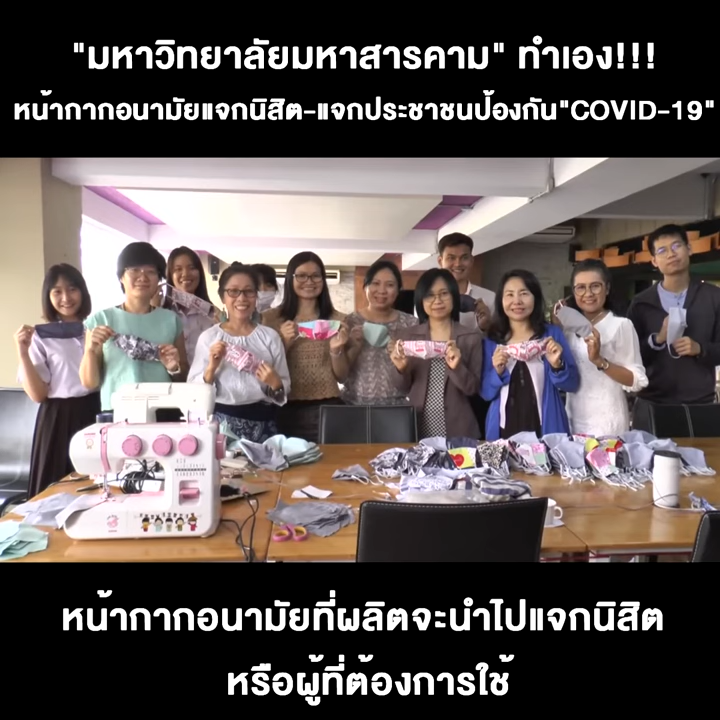 "มหาวิทยาลัยมหาสารคาม" ทำเอง!!!
หน้ากากอนามัยแจกนิสิต-แจกประชาชนป้องกัน"COVID-19"
หน้ากากอนามัยที่ผลิตจะนำไปแจกนิสิต
หรือผู้ที่ต้องการใช้